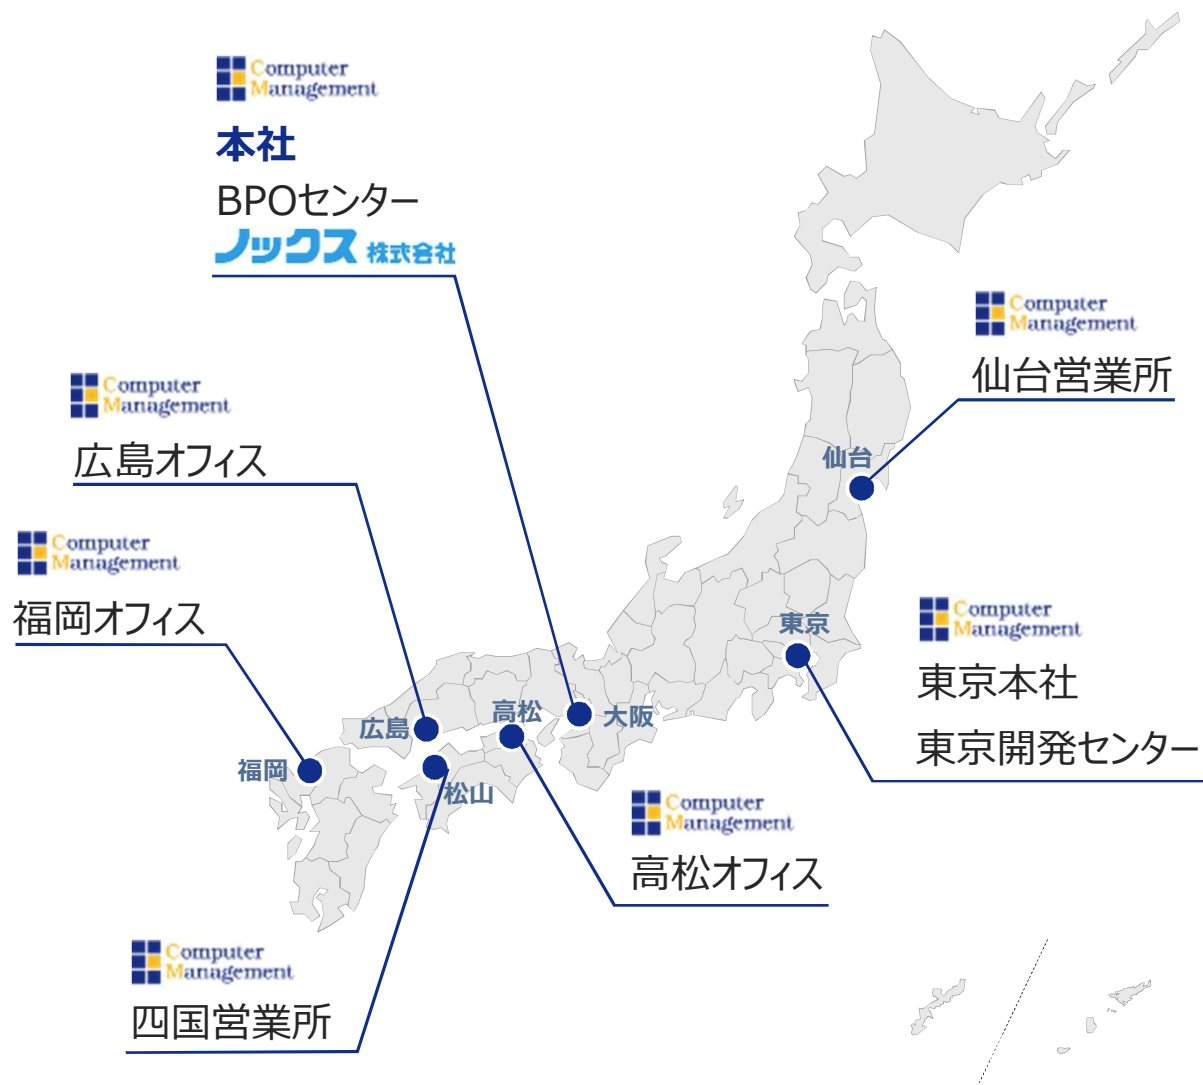 Computer
Management
本社
BPOセンター
ノックス 株式会社
Computer
Management
仙台営業所
Computer
Management
広島オフィス
仙台
Computer
Management
福岡オフィス
Computer
Management
東京
東京本社
東京開発センター
高松
大阪
広島
福岡
松山
Computer
Management
高松オフィス
Computer
Management
四国営業所